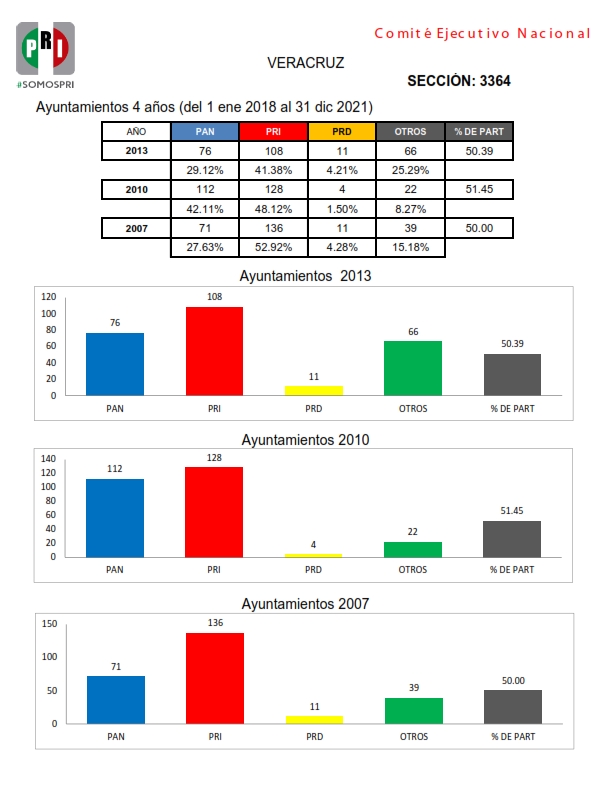 Comité Ejecutivo Nacional
PRI
#SOMOSPRI
VERACRUZ
SECCIÓN: 3364
Ayuntamientos 4 años (del 1 ene 2018 al 31 dic 2021)
AÑO PAN PRI PRD OTROS % DE PART
2013 76 108 11 66 50.39
29.12% 41.38% 4.21% 25.29%
2010 112 128 4 22 51.45
42.11% 48.12% 1.50% 8.27%
2007 71 136 11 39 50.00
27.63% 52.92% 4.28% 15.18%
Ayuntamientos 2013
120
100
80
60
40
20
0
76 108 11 66 50.39
PAN PRI PRD OTROS % DE PART
Ayuntamientos 2010
140
120
100
80
60
40
20
0
112 128 4 22 51.45
PAN PRI PRD OTROS % DE PART
Ayuntamientos 2007
150
100
50
0
71 136 11 39 50.00
PAN PRI PRD OTROS % DE PART